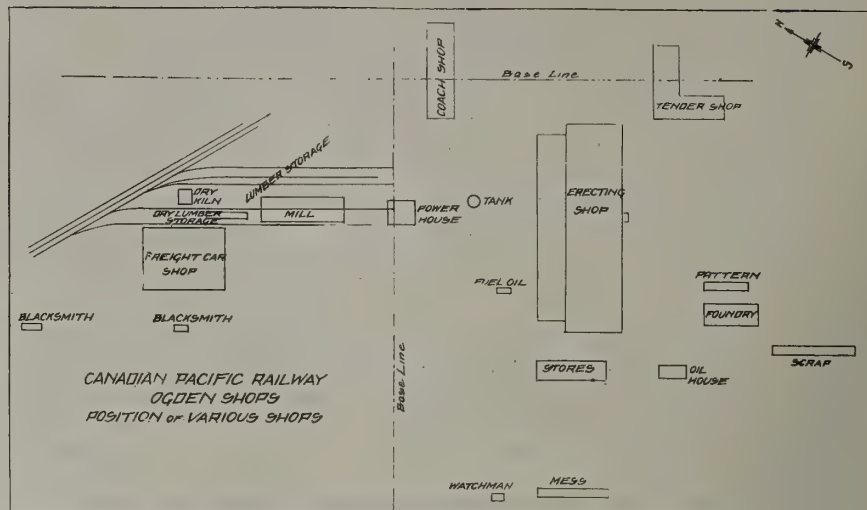 N
S
COACH SHOP
Base Line
TENDER SHOP
LUMBER STORAGE
DRY
KILN
DRY LUMBER
STORAGE
MILL
POWER
HOUSE
TANK
ERECTING
SHOP
FREIGHT CAR
SHOP
FUEL OIL
PATTERN
FOUNDRY
BLACKSMITH
BLACKSMITH
Base Line
STORES
OIL
HOUSE
SCRAP
CANADIAN PACIFIC RAILWAY
OGDEN SHOPS
POSITION OF VARIOUS SHOPS
WATCHMAN
MESS